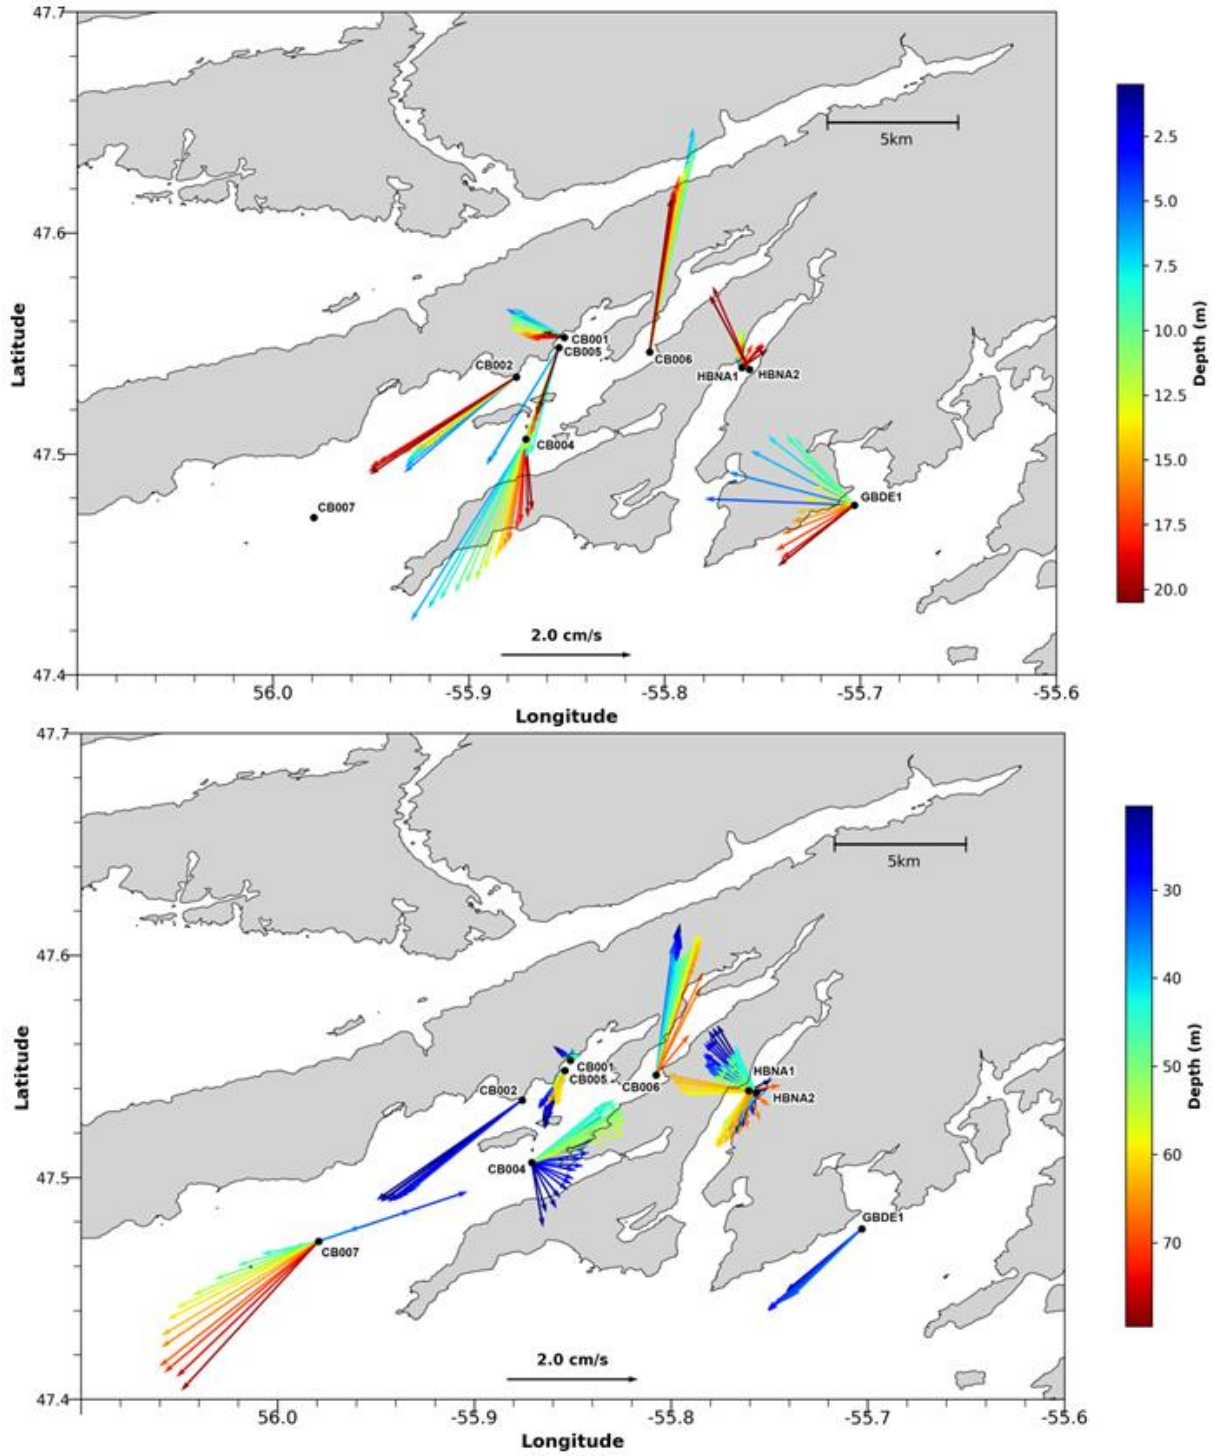 47.7
47.6
47.5
47.4
Latitude
56.0
-55.9
-55.8
-55.7
-55.6
Longitude
5km
CB001
CB005
CB002
CB006
HBNA1
HBNA2
CB004
CB007
GBDE1
2.0 cm/s
2.5
5.0
7.5
10.0
12.5
15.0
17.5
20.0
Depth (m)
47.7
47.6
47.5
47.4
Latitude
56.0
-55.9
-55.8
-55.7
-55.6
Longitude
5km
CB001
CB005
CB006
HBNA1
CB002
HBNA2
CB004
GBDE1
CB007
2.0 cm/s
30
40
50
60
70
Depth (m)